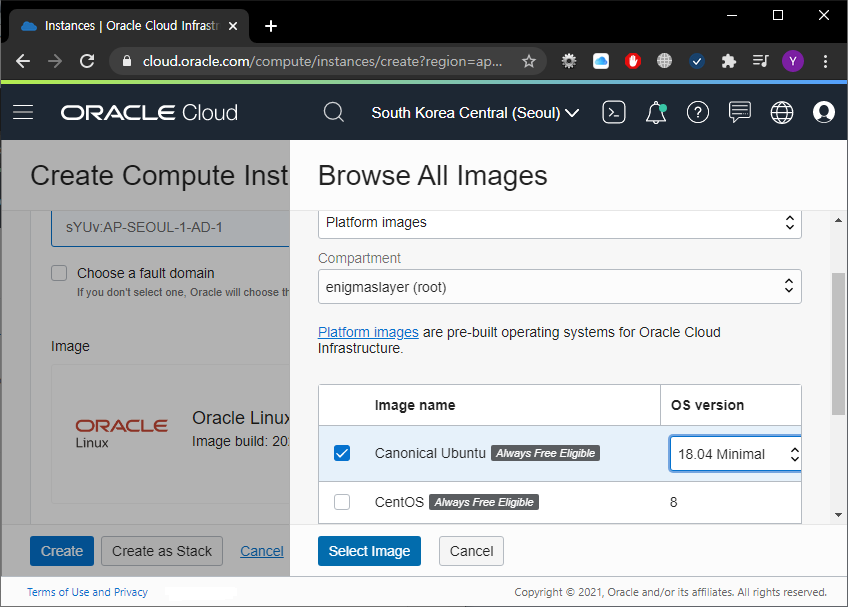 Instances | Oracle Cloud Infrastr
cloud.oracle.com/compute/instances/create?region=ap...
Y
ORACLE Cloud
South Korea Central (Seoul)
Create Compute Inst
Browse All Images
sYUv:AP-SEOUL-1-AD-1
Platform images
Choose a fault domain
If you don't select one, Oracle will choose th
Compartment
enigmaslayer (root)
Platform images are pre-built operating systems for Oracle Cloud
Infrastructure.
Image
ORACLE
Linux
Oracle Linux
Image build: 20
Image name
OS version
Canonical Ubuntu Always Free Eligible
18.04 Minimal
CentOS Always Free Eligible
8
Create
Create as Stack
Cancel
Select Image
Cancel
Terms of Use and Privacy
Copyright © 2021, Oracle and/or its affiliates. All rights reserved.